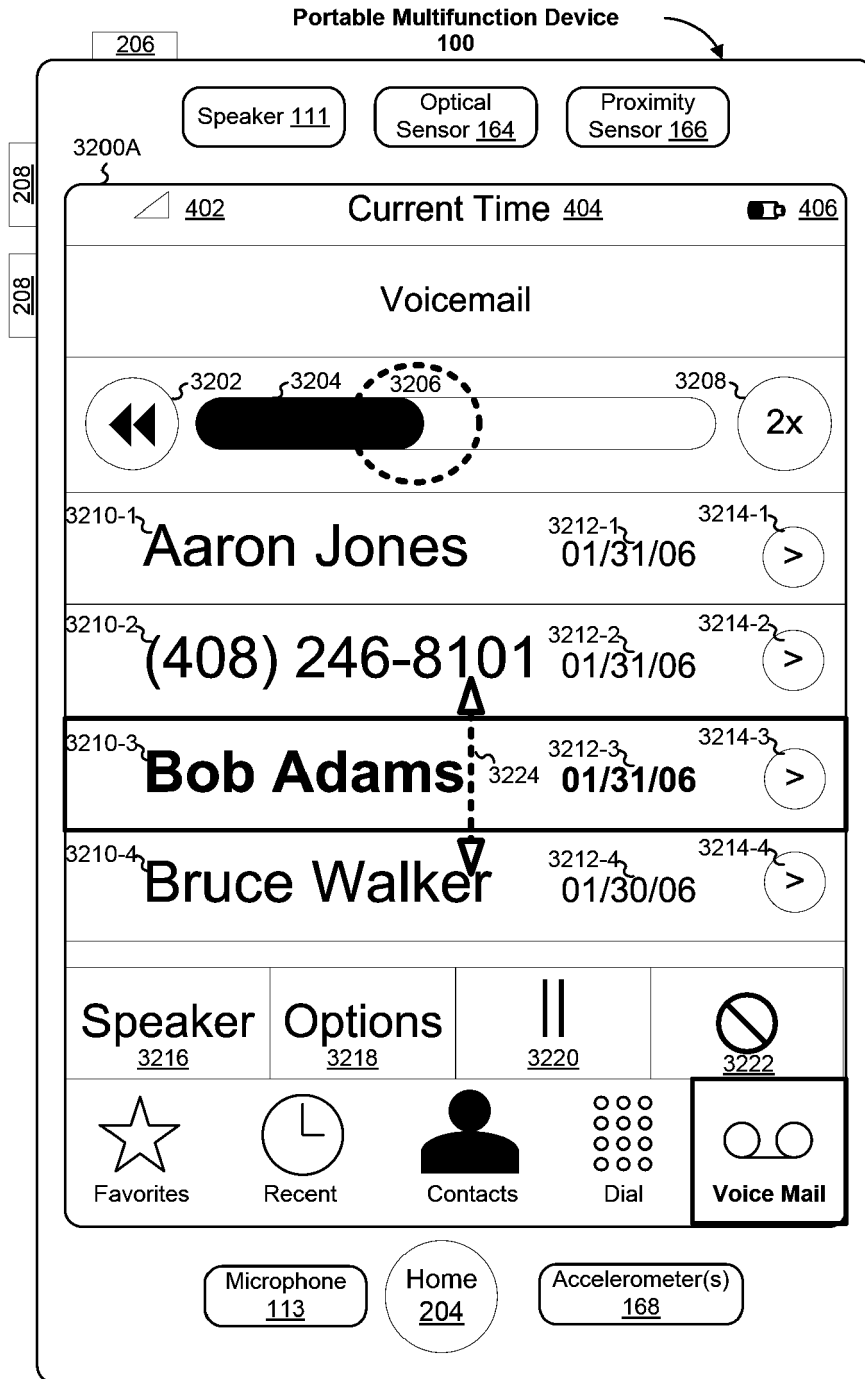 Portable Multifunction Device
100
206
Speaker 111
Optical
Sensor 164
Proximity
Sensor 166
3200A
208
208
402
Current Time 404
406
Voicemail
3202
3204
3206
3208
2x
3210-1
Aaron Jones
3212-1
01/31/06
3214-1
>
3210-2
(408) 246-8101
3212-2
01/31/06
3214-2
>
3210-3
Bob Adams
3224
3212-3
01/31/06
3214-3
>
3210-4
Bruce Walker
3212-4
01/30/06
3214-4
>
Speaker
3216
Options
3218
3220
3222
Favorites
Recent
Contacts
Dial
Voice Mail
Microphone
113
Home
204
Accelerometer(s)
168